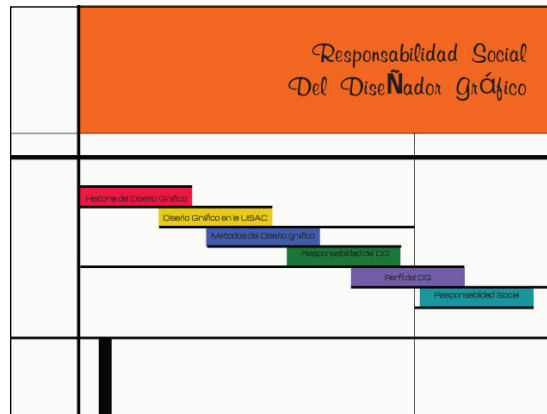 Responsabilidad Social
Del DiseÑador Gráfico
Historia del Diseño Gráfico
Diseño Gráfico en la USAC
Métodos del Diseño gráfico
Responsabilidad del DG
Perfil del DG
Responsabilidad Social